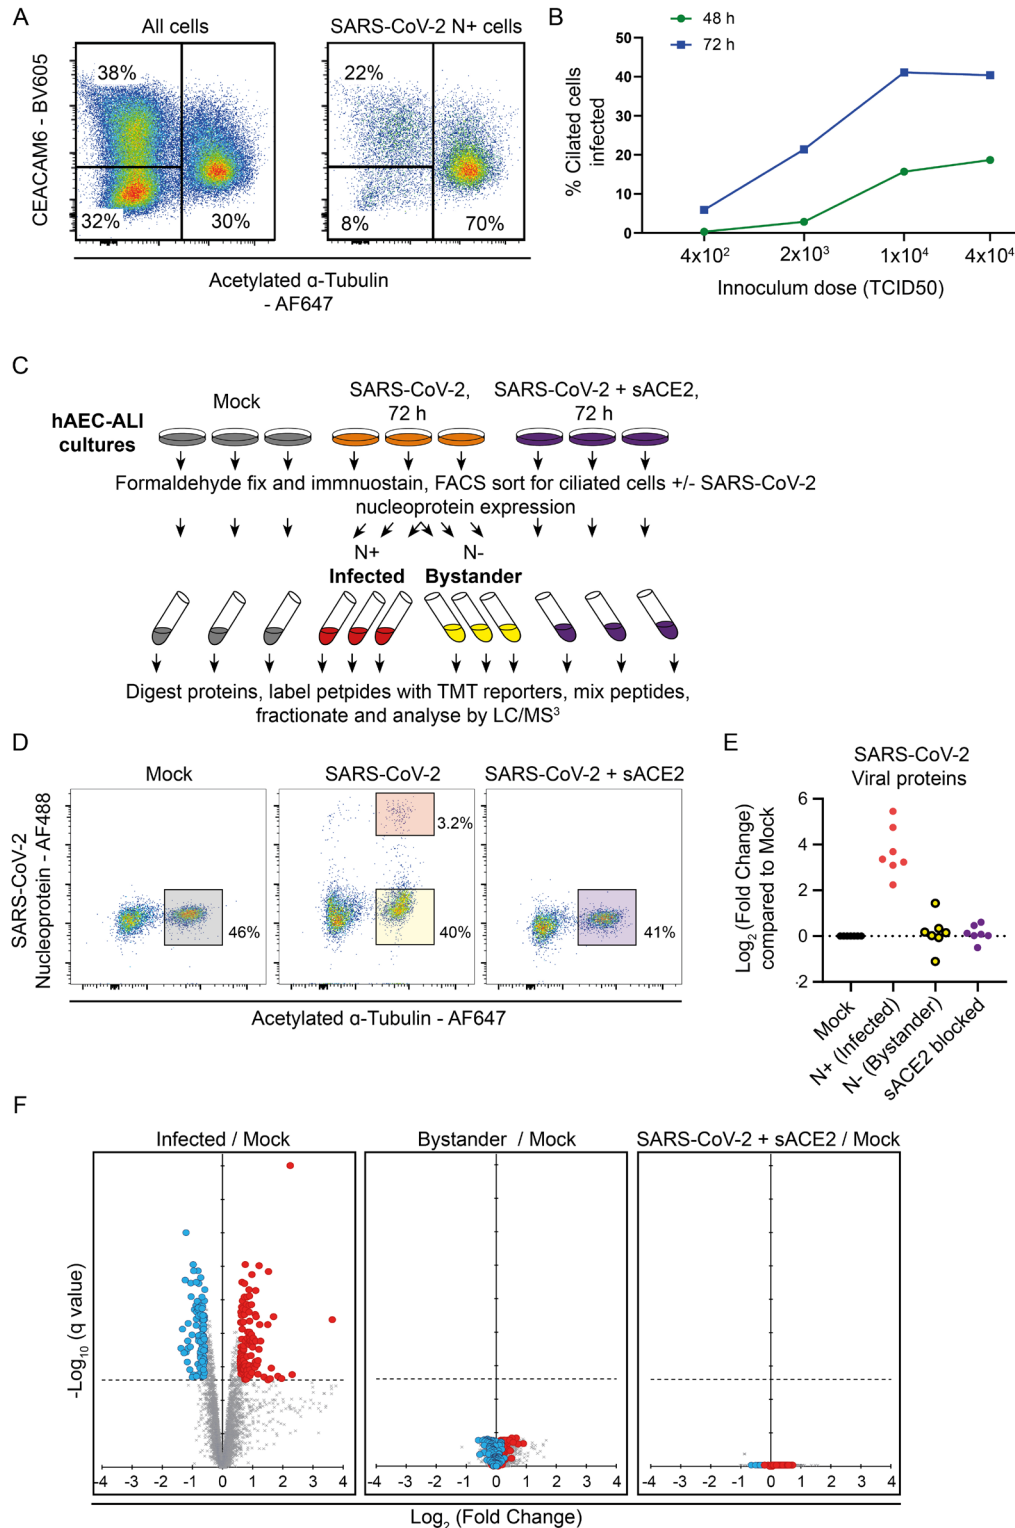 A
All cells
SARS-CoV-2 N+ cells
CEACAM6 - BV605
38%
32%
30%
22%
8%
70%
Acetylated α-Tubulin
- AF647
B
48 h
72 h
% Cilated cells
infected
50
40
30
20
10
0
4x10²
2x10³
1x10⁴
4x10⁴
Innoculum dose (TCID50)
C
hAEC-ALI
cultures
Mock
SARS-CoV-2,
72 h
SARS-CoV-2 + sACE2,
72 h
Formaldehyde fix and immnuostain, FACS sort for ciliated cells +/- SARS-CoV-2
nucleoprotein expression
N+
Infected
N-
Bystander
Digest proteins, label petpides with TMT reporters, mix peptides,
fractionate and analyse by LC/MS³
D
Mock
SARS-CoV-2
SARS-CoV-2 + sACE2
SARS-CoV-2
Nucleoprotein - AF488
46%
3.2%
40%
41%
Acetylated α-Tubulin - AF647
E
SARS-CoV-2
Viral proteins
Log₂ (Fold Change)
compared to Mock
6
4
2
0
-2
Mock
N+ (Infected)
N- (Bystander)
sACE2 blocked
F
Infected / Mock
Bystander / Mock
SARS-CoV-2 + sACE2 / Mock
-Log₁₀ (q value)
-4 -3 -2 -1 0 1 2 3 4
-4 -3 -2 -1 0 1 2 3 4
-4 -3 -2 -1 0 1 2 3 4
Log₂ (Fold Change)